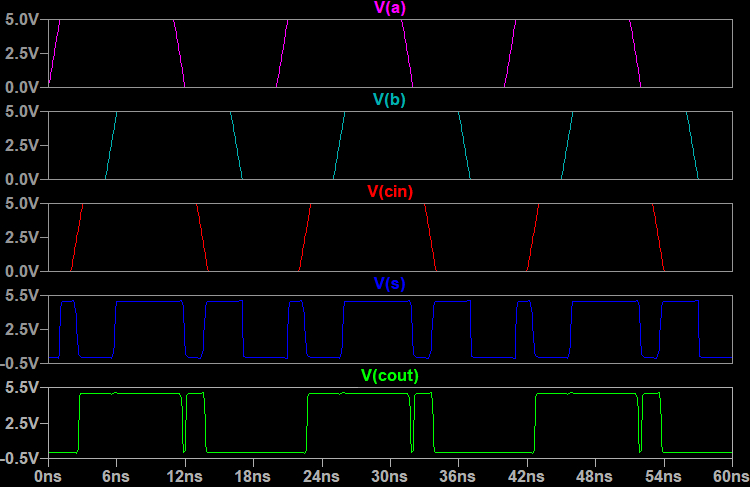 V(a)
5.0V
2.5V
0.0V
V(b)
5.0V
2.5V
0.0V
V(cin)
5.0V
2.5V
0.0V
V(s)
5.5V
2.5V
-0.5V
V(cout)
5.5V
2.5V
-0.5V
0ns 6ns 12ns 18ns 24ns 30ns 36ns 42ns 48ns 54ns 60ns